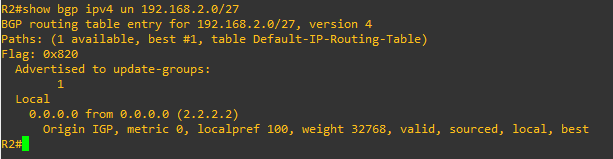 R2#show bgp ipv4 un 192.168.2.0/27
BGP routing table entry for 192.168.2.0/27, version 4
Paths: (1 available, best #1, table Default-IP-Routing-Table)
Flag: 0x820
  Advertised to update-groups:
        1
  Local
    0.0.0.0 from 0.0.0.0 (2.2.2.2)
      Origin IGP, metric 0, localpref 100, weight 32768, valid, sourced, local, best
R2#